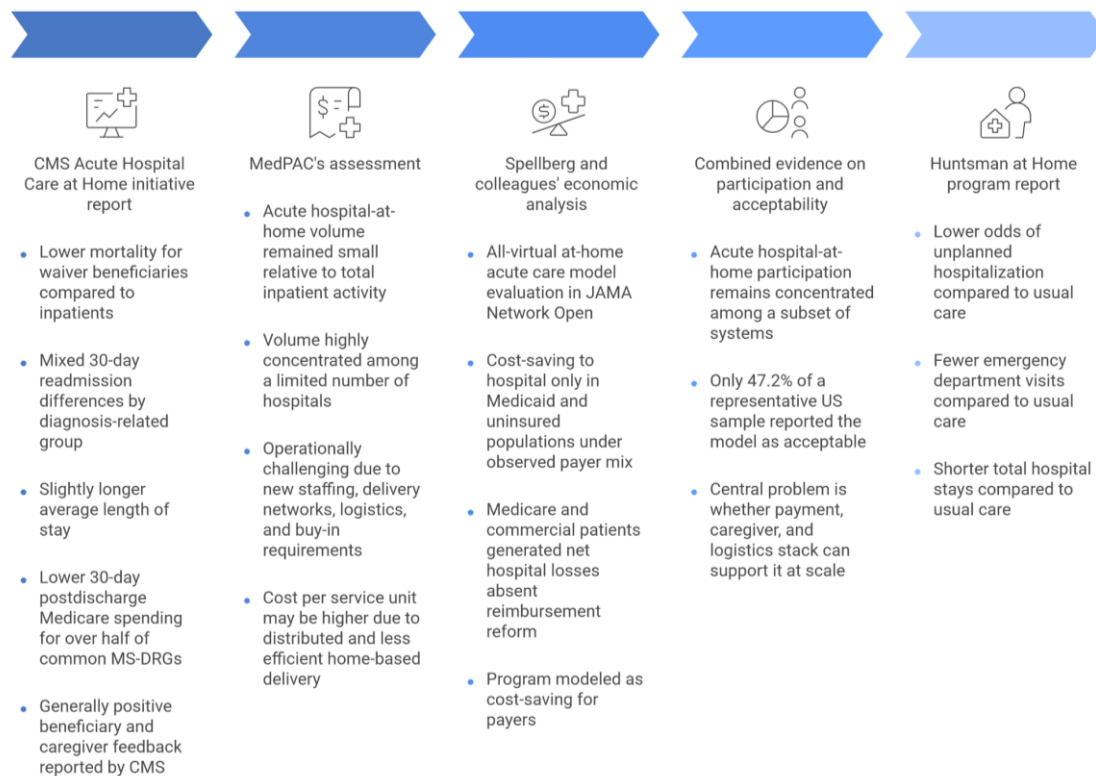 CMS Acute Hospital
Care at Home initiative
report
Lower mortality for
waiver beneficiaries
compared to
inpatients
Mixed 30-day
readmission
differences by
diagnosis-related
group
Slightly longer
average length of
stay
Lower 30-day
postdischarge
Medicare spending
for over half of
common MS-DRGs
Generally positive
beneficiary and
caregiver feedback
reported by CMS
MedPAC's assessment
Acute hospital-at-
home volume
remained small
relative to total
inpatient activity
Volume highly
concentrated among
a limited number of
hospitals
Operationally
challenging due to
new staffing, delivery
networks, logistics,
and buy-in
requirements
Cost per service unit
may be higher due to
distributed and less
efficient home-based
delivery
Spellberg and
colleagues' economic
analysis
All-virtual at-home
acute care model
evaluation in JAMA
Network Open
Cost-saving to
hospital only in
Medicaid and
uninsured
populations under
observed payer mix
Medicare and
commercial patients
generated net
hospital losses
absent
reimbursement
reform
Program modeled as
cost-saving for
payers
Combined evidence on
participation and
acceptability
Acute hospital-at-
home participation
remains concentrated
among a subset of
systems
Only 47.2% of a
representative US
sample reported the
model as acceptable
Central problem is
whether payment,
caregiver, and
logistics stack can
support it at scale
Huntsman at Home
program report
Lower odds of
unplanned
hospitalization
compared to usual
care
Fewer emergency
department visits
compared to usual
care
Shorter total hospital
stays compared to
usual care